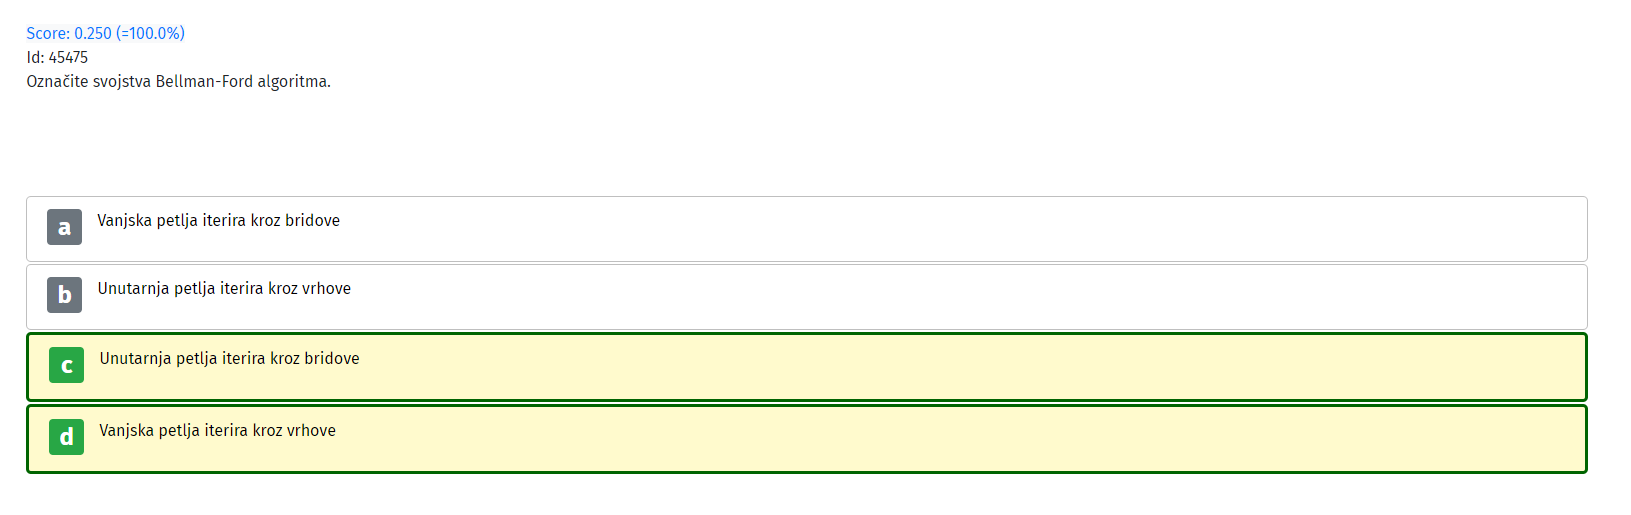 Score: 0.250 (=100.0%)
Id: 45475
Označite svojstva Bellman-Ford algoritma.
a Vanjska petlja iterira kroz bridove
b Unutarnja petlja iterira kroz vrhove
c Unutarnja petlja iterira kroz bridove
d Vanjska petlja iterira kroz vrhove